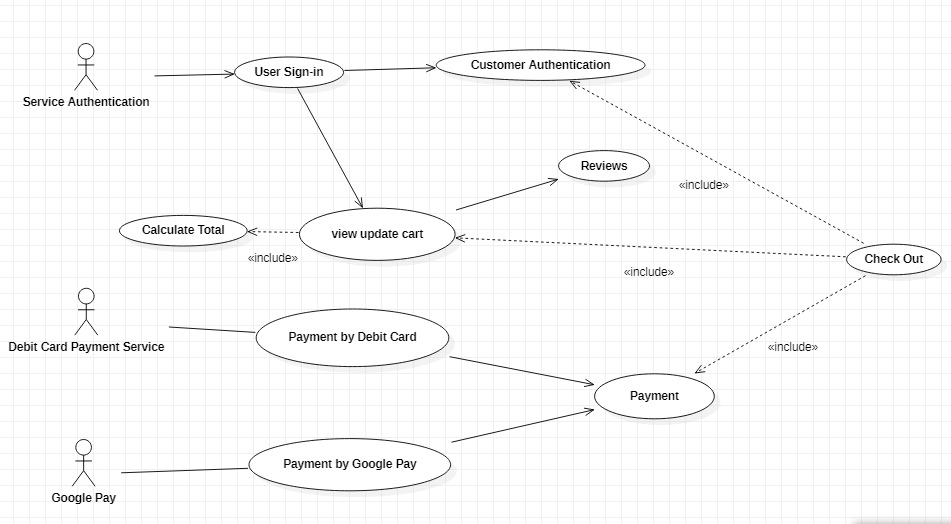 User Sign-in
Customer Authentication
Service Authentication
Reviews
«include»
Calculate Total
view update cart
«include»
Check Out
«include»
Debit Card Payment Service
Payment by Debit Card
«include»
Payment
Payment by Google Pay
Google Pay